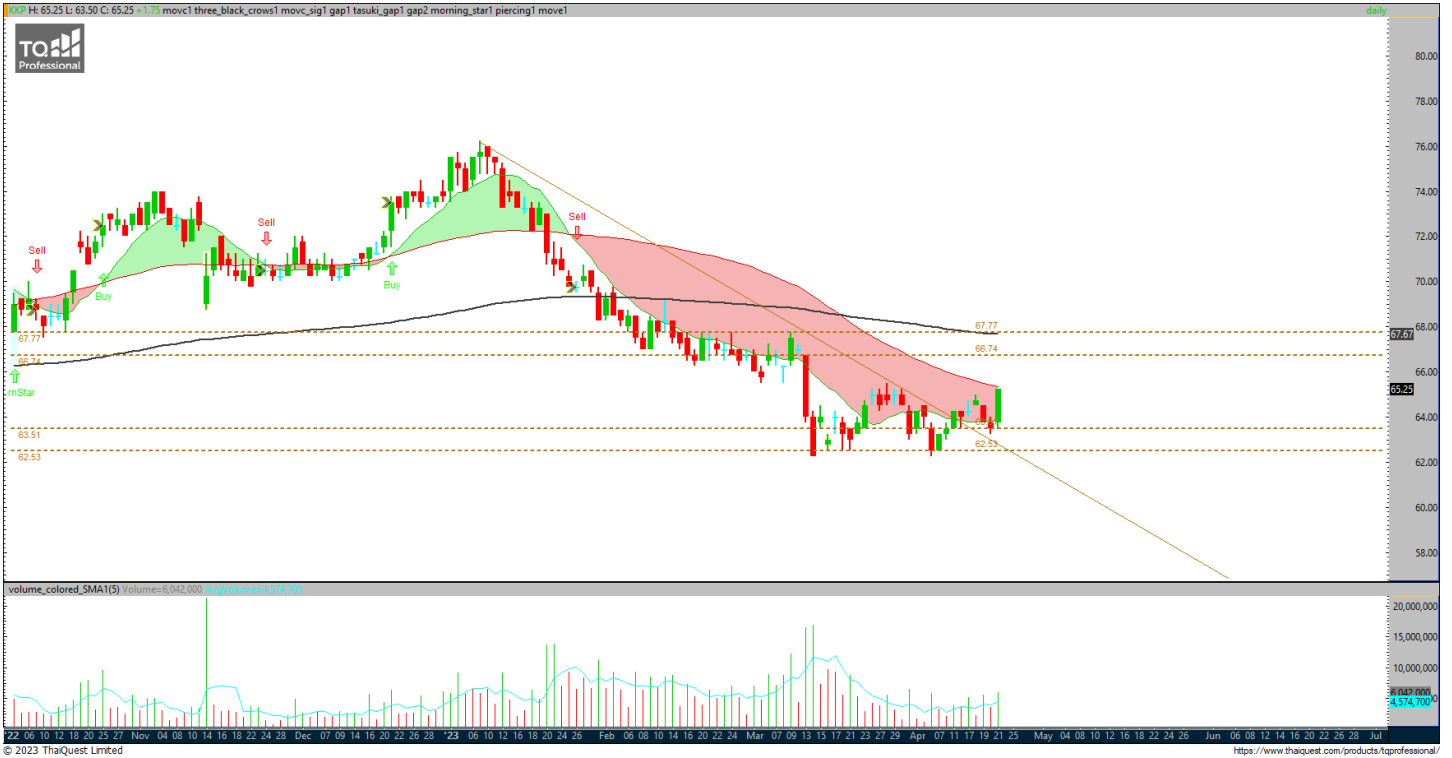 KKP H: 65.25 L: 63.50 C: 65.25 +1.75 movc1 three_black_crows1 movc_sig1 gap1 tasuki_gap1 gap2 morning_star1 piercing1 move1 daily
TQ
Professional
80.00
78.00
76.00
74.00
72.00
70.00
68.00
67.67
66.00
65.25
64.00
62.00
60.00
58.00
Sell
Buy
Sell
Buy
Sell
67.77
67.77
66.74
66.74
mStar
63.51
62.53
62.53
volume_colored_SMA1(5) Volume=6,042,000 AvgVolume=4,574,700
20,000,000
15,000,000
10,000,000
6,042,000
4,574,700
'22 06 10 12 18 20 25 27 Nov 04 08 10 14 16 18 22 24 28 Dec 06 09 14 16 20 22 26 28 '23 06 10 12 16 18 20 24 26 Feb 06 08 10 14 16 20 22 24 28 Mar 09 13 15 17 21 23 27 29 Apr 07 11 13 17 19 21 25 May 04 08 10 12 16 18 22 24 26 Jun 06 08 12 14 16 20 22 26 28 Jul
© 2023 ThaiQuest Limited
https://www.thaiquest.com/products/tqprofessional/